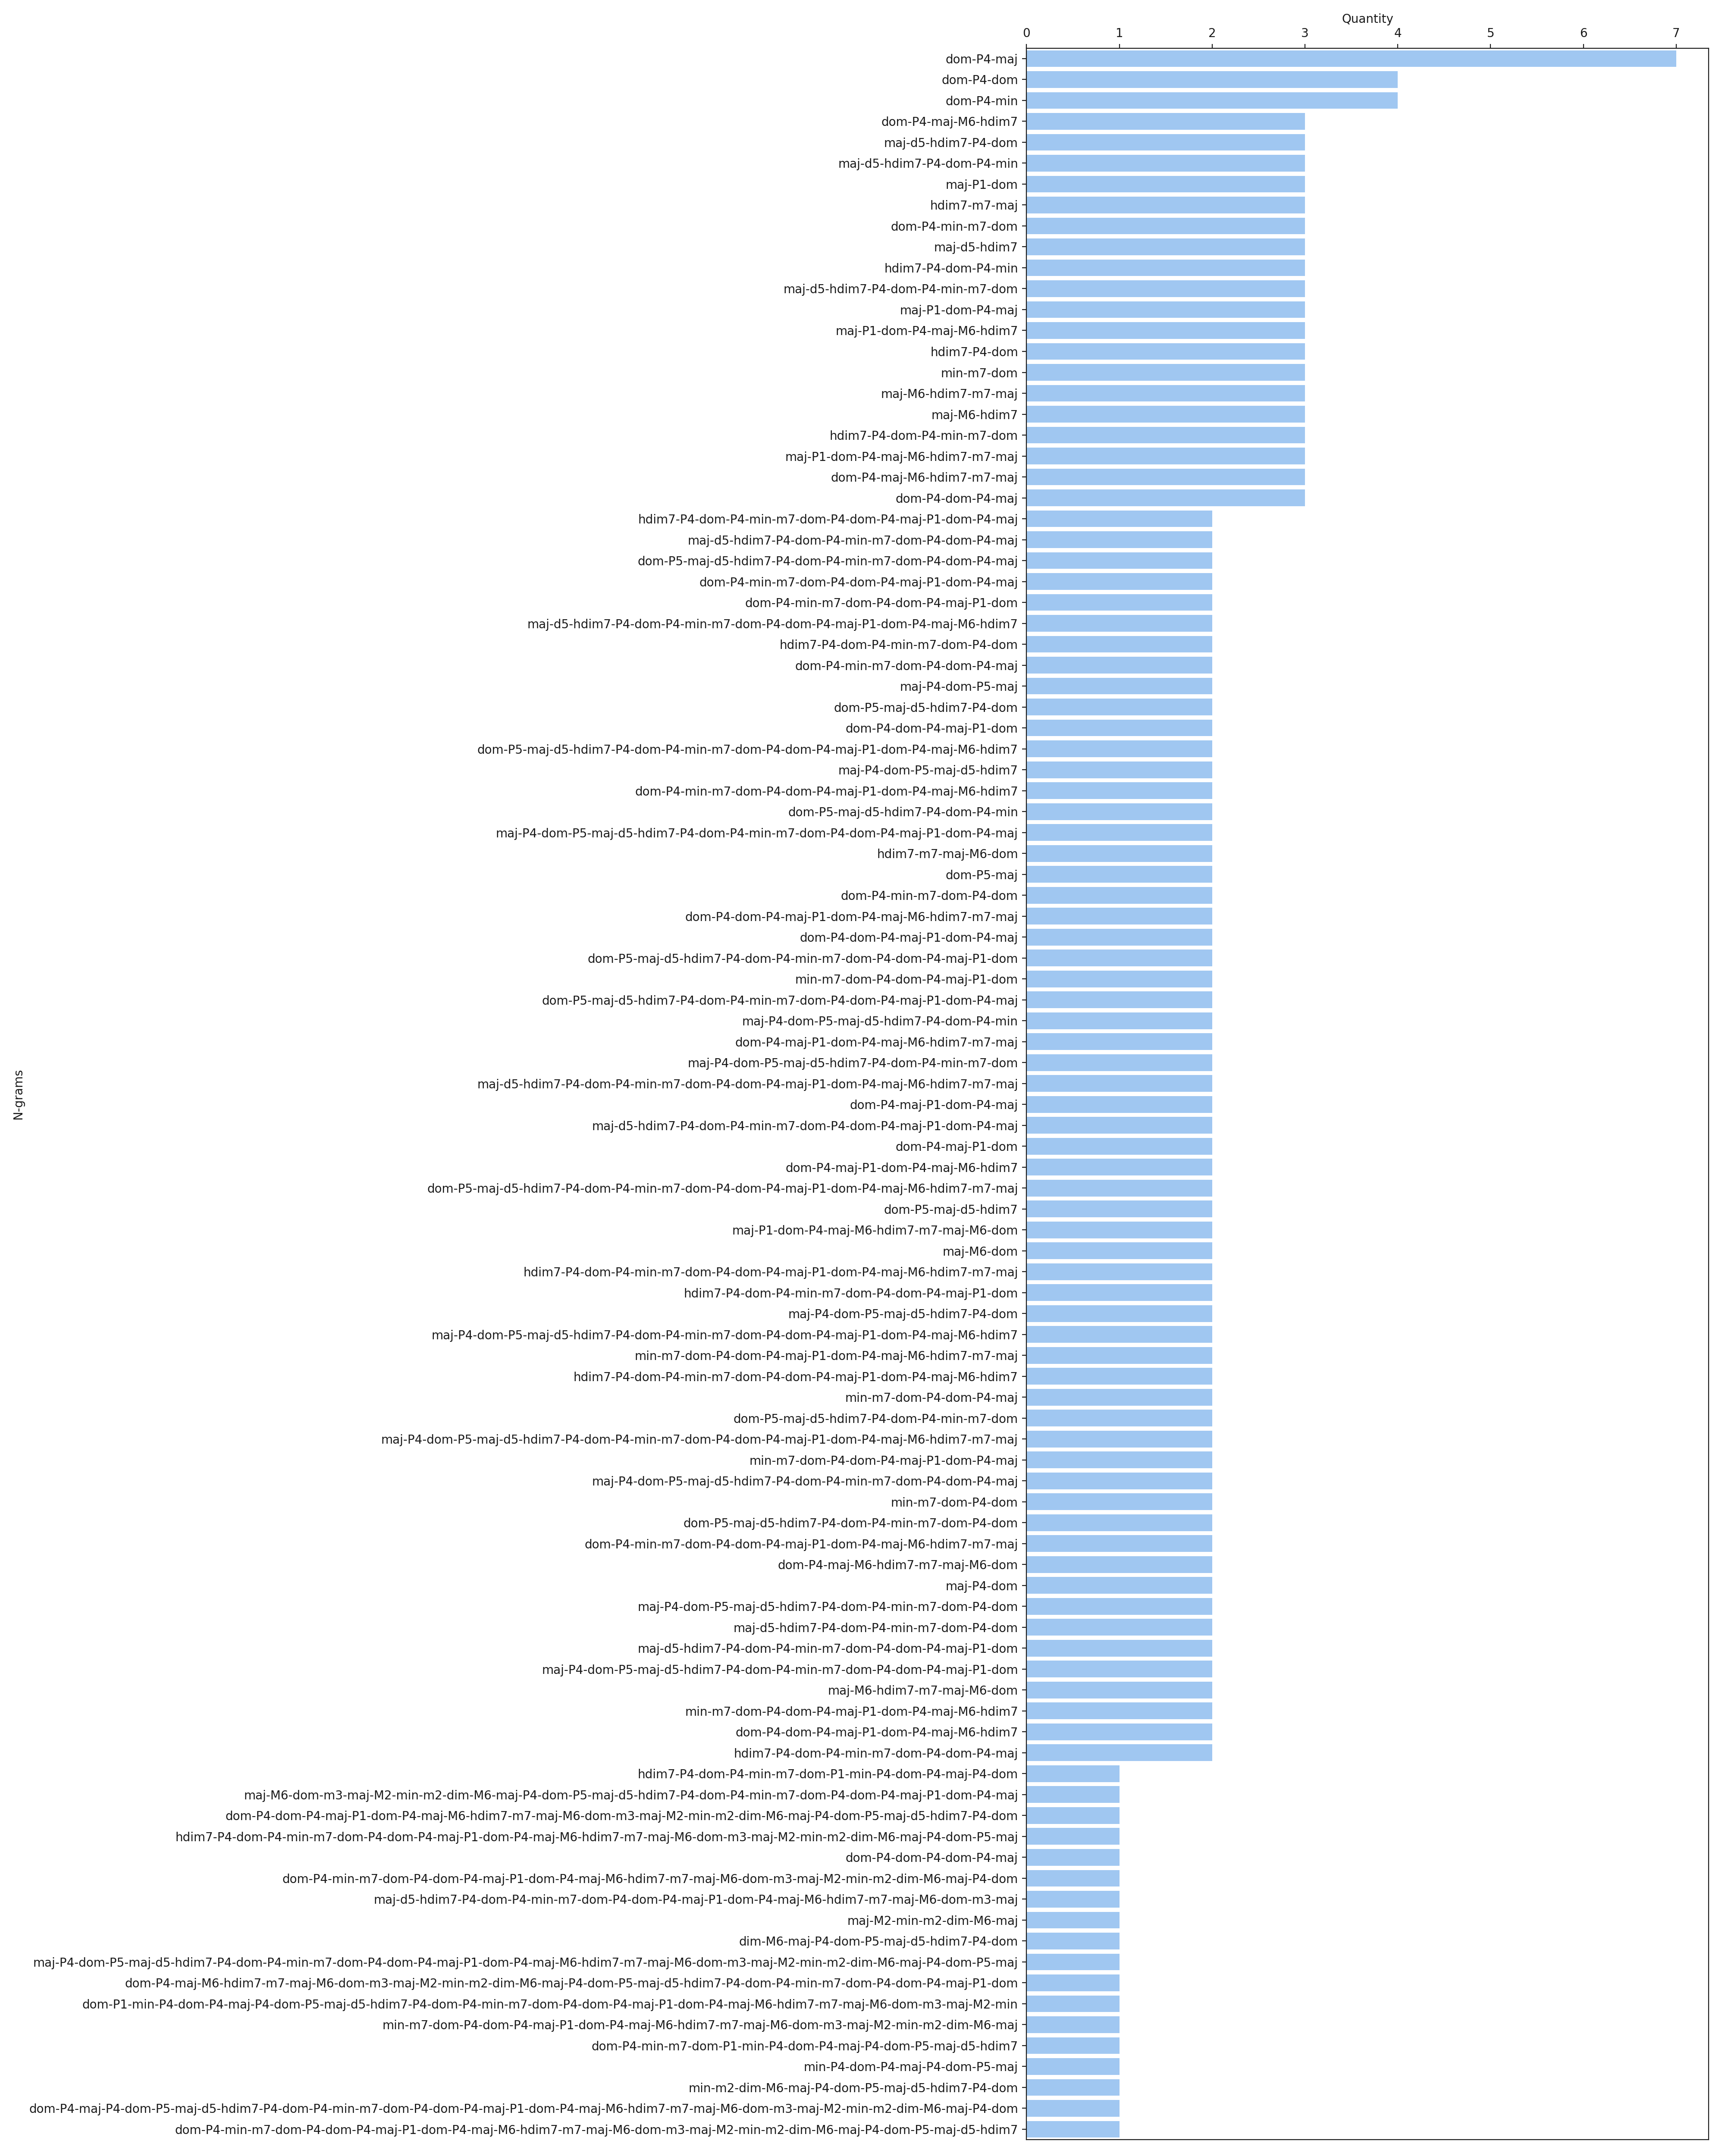 Quantity
0 1 2 3 4 5 6 7
dom-P4-maj
dom-P4-dom
dom-P4-min
dom-P4-maj-M6-hdim7
maj-d5-hdim7-P4-dom
maj-d5-hdim7-P4-dom-P4-min
maj-P1-dom
hdim7-m7-maj
dom-P4-min-m7-dom
maj-d5-hdim7
hdim7-P4-dom-P4-min
maj-d5-hdim7-P4-dom-P4-min-m7-dom
maj-P1-dom-P4-maj
maj-P1-dom-P4-maj-M6-hdim7
hdim7-P4-dom
min-m7-dom
maj-M6-hdim7-m7-maj
maj-M6-hdim7
hdim7-P4-dom-P4-min-m7-dom
maj-P1-dom-P4-maj-M6-hdim7-m7-maj
dom-P4-maj-M6-hdim7-m7-maj
dom-P4-dom-P4-maj
hdim7-P4-dom-P4-min-m7-dom-P4-dom-P4-maj-P1-dom-P4-maj
maj-d5-hdim7-P4-dom-P4-min-m7-dom-P4-dom-P4-maj
dom-P5-maj-d5-hdim7-P4-dom-P4-min-m7-dom-P4-dom-P4-maj
dom-P4-min-m7-dom-P4-dom-P4-maj-P1-dom-P4-maj
dom-P4-min-m7-dom-P4-dom-P4-maj-P1-dom
maj-d5-hdim7-P4-dom-P4-min-m7-dom-P4-dom-P4-maj-P1-dom-P4-maj-M6-hdim7
hdim7-P4-dom-P4-min-m7-dom-P4-dom
dom-P4-min-m7-dom-P4-dom-P4-maj
maj-P4-dom-P5-maj
dom-P5-maj-d5-hdim7-P4-dom
dom-P4-dom-P4-maj-P1-dom
dom-P5-maj-d5-hdim7-P4-dom-P4-min-m7-dom-P4-dom-P4-maj-P1-dom-P4-maj-M6-hdim7
maj-P4-dom-P5-maj-d5-hdim7
dom-P4-min-m7-dom-P4-dom-P4-maj-P1-dom-P4-maj-M6-hdim7
dom-P5-maj-d5-hdim7-P4-dom-P4-min
maj-P4-dom-P5-maj-d5-hdim7-P4-dom-P4-min-m7-dom-P4-dom-P4-maj-P1-dom-P4-maj
hdim7-m7-maj-M6-dom
dom-P5-maj
dom-P4-min-m7-dom-P4-dom
dom-P4-dom-P4-maj-P1-dom-P4-maj-M6-hdim7-m7-maj
dom-P4-dom-P4-maj-P1-dom-P4-maj
dom-P5-maj-d5-hdim7-P4-dom-P4-min-m7-dom-P4-dom-P4-maj-P1-dom
min-m7-dom-P4-dom-P4-maj-P1-dom
dom-P5-maj-d5-hdim7-P4-dom-P4-min-m7-dom-P4-dom-P4-maj-P1-dom-P4-maj
maj-P4-dom-P5-maj-d5-hdim7-P4-dom-P4-min
dom-P4-maj-P1-dom-P4-maj-M6-hdim7-m7-maj
maj-P4-dom-P5-maj-d5-hdim7-P4-dom-P4-min-m7-dom
maj-d5-hdim7-P4-dom-P4-min-m7-dom-P4-dom-P4-maj-P1-dom-P4-maj-M6-hdim7-m7-maj
N-grams
dom-P4-maj-P1-dom-P4-maj
maj-d5-hdim7-P4-dom-P4-min-m7-dom-P4-dom-P4-maj-P1-dom-P4-maj
dom-P4-maj-P1-dom
dom-P4-maj-P1-dom-P4-maj-M6-hdim7
dom-P5-maj-d5-hdim7-P4-dom-P4-min-m7-dom-P4-dom-P4-maj-P1-dom-P4-maj-M6-hdim7-m7-maj
dom-P5-maj-d5-hdim7
maj-P1-dom-P4-maj-M6-hdim7-m7-maj-M6-dom
maj-M6-dom
hdim7-P4-dom-P4-min-m7-dom-P4-dom-P4-maj-P1-dom-P4-maj-M6-hdim7-m7-maj
hdim7-P4-dom-P4-min-m7-dom-P4-dom-P4-maj-P1-dom
maj-P4-dom-P5-maj-d5-hdim7-P4-dom
maj-P4-dom-P5-maj-d5-hdim7-P4-dom-P4-min-m7-dom-P4-dom-P4-maj-P1-dom-P4-maj-M6-hdim7
min-m7-dom-P4-dom-P4-maj-P1-dom-P4-maj-M6-hdim7-m7-maj
hdim7-P4-dom-P4-min-m7-dom-P4-dom-P4-maj-P1-dom-P4-maj-M6-hdim7
min-m7-dom-P4-dom-P4-maj
dom-P5-maj-d5-hdim7-P4-dom-P4-min-m7-dom
maj-P4-dom-P5-maj-d5-hdim7-P4-dom-P4-min-m7-dom-P4-dom-P4-maj-P1-dom-P4-maj-M6-hdim7-m7-maj
min-m7-dom-P4-dom-P4-maj-P1-dom-P4-maj
maj-P4-dom-P5-maj-d5-hdim7-P4-dom-P4-min-m7-dom-P4-dom-P4-maj
min-m7-dom-P4-dom
dom-P5-maj-d5-hdim7-P4-dom-P4-min-m7-dom-P4-dom
dom-P4-min-m7-dom-P4-dom-P4-maj-P1-dom-P4-maj-M6-hdim7-m7-maj
dom-P4-maj-M6-hdim7-m7-maj-M6-dom
maj-P4-dom
maj-P4-dom-P5-maj-d5-hdim7-P4-dom-P4-min-m7-dom-P4-dom
maj-d5-hdim7-P4-dom-P4-min-m7-dom-P4-dom
maj-d5-hdim7-P4-dom-P4-min-m7-dom-P4-dom-P4-maj-P1-dom
maj-P4-dom-P5-maj-d5-hdim7-P4-dom-P4-min-m7-dom-P4-dom-P4-maj-P1-dom
maj-M6-hdim7-m7-maj-M6-dom
min-m7-dom-P4-dom-P4-maj-P1-dom-P4-maj-M6-hdim7
dom-P4-dom-P4-maj-P1-dom-P4-maj-M6-hdim7
hdim7-P4-dom-P4-min-m7-dom-P4-dom-P4-maj
hdim7-P4-dom-P4-min-m7-dom-P1-min-P4-dom-P4-maj-P4-dom
maj-M6-dom-m3-maj-M2-min-m2-dim-M6-maj-P4-dom-P5-maj-d5-hdim7-P4-dom-P4-min-m7-dom-P4-dom-P4-maj-P1-dom-P4-maj
dom-P4-dom-P4-maj-P1-dom-P4-maj-M6-hdim7-m7-maj-M6-dom-m3-maj-M2-min-m2-dim-M6-maj-P4-dom-P5-maj-d5-hdim7-P4-dom
hdim7-P4-dom-P4-min-m7-dom-P4-dom-P4-maj-P1-dom-P4-maj-M6-hdim7-m7-maj-M6-dom-m3-maj-M2-min-m2-dim-M6-maj-P4-dom-P5-maj
dom-P4-dom-P4-dom-P4-maj
dom-P4-min-m7-dom-P4-dom-P4-maj-P1-dom-P4-maj-M6-hdim7-m7-maj-M6-dom-m3-maj-M2-min-m2-dim-M6-maj-P4-dom
maj-d5-hdim7-P4-dom-P4-min-m7-dom-P4-dom-P4-maj-P1-dom-P4-maj-M6-hdim7-m7-maj-M6-dom-m3-maj
maj-M2-min-m2-dim-M6-maj
dim-M6-maj-P4-dom-P5-maj-d5-hdim7-P4-dom
maj-P4-dom-P5-maj-d5-hdim7-P4-dom-P4-min-m7-dom-P4-dom-P4-maj-P1-dom-P4-maj-M6-hdim7-m7-maj-M6-dom-m3-maj-M2-min-m2-dim-M6-maj-P4-dom-P5-maj
dom-P4-maj-M6-hdim7-m7-maj-M6-dom-m3-maj-M2-min-m2-dim-M6-maj-P4-dom-P5-maj-d5-hdim7-P4-dom-P4-min-m7-dom-P4-dom-P4-maj-P1-dom
dom-P1-min-P4-dom-P4-maj-P4-dom-P5-maj-d5-hdim7-P4-dom-P4-min-m7-dom-P4-dom-P4-maj-P1-dom-P4-maj-M6-hdim7-m7-maj-M6-dom-m3-maj-M2-min
min-m7-dom-P4-dom-P4-maj-P1-dom-P4-maj-M6-hdim7-m7-maj-M6-dom-m3-maj-M2-min-m2-dim-M6-maj
dom-P4-min-m7-dom-P1-min-P4-dom-P4-maj-P4-dom-P5-maj-d5-hdim7
min-P4-dom-P4-maj-P4-dom-P5-maj
min-m2-dim-M6-maj-P4-dom-P5-maj-d5-hdim7-P4-dom
dom-P4-maj-P4-dom-P5-maj-d5-hdim7-P4-dom-P4-min-m7-dom-P4-dom-P4-maj-P1-dom-P4-maj-M6-hdim7-m7-maj-M6-dom-m3-maj-M2-min-m2-dim-M6-maj-P4-dom
dom-P4-min-m7-dom-P4-dom-P4-maj-P1-dom-P4-maj-M6-hdim7-m7-maj-M6-dom-m3-maj-M2-min-m2-dim-M6-maj-P4-dom-P5-maj-d5-hdim7